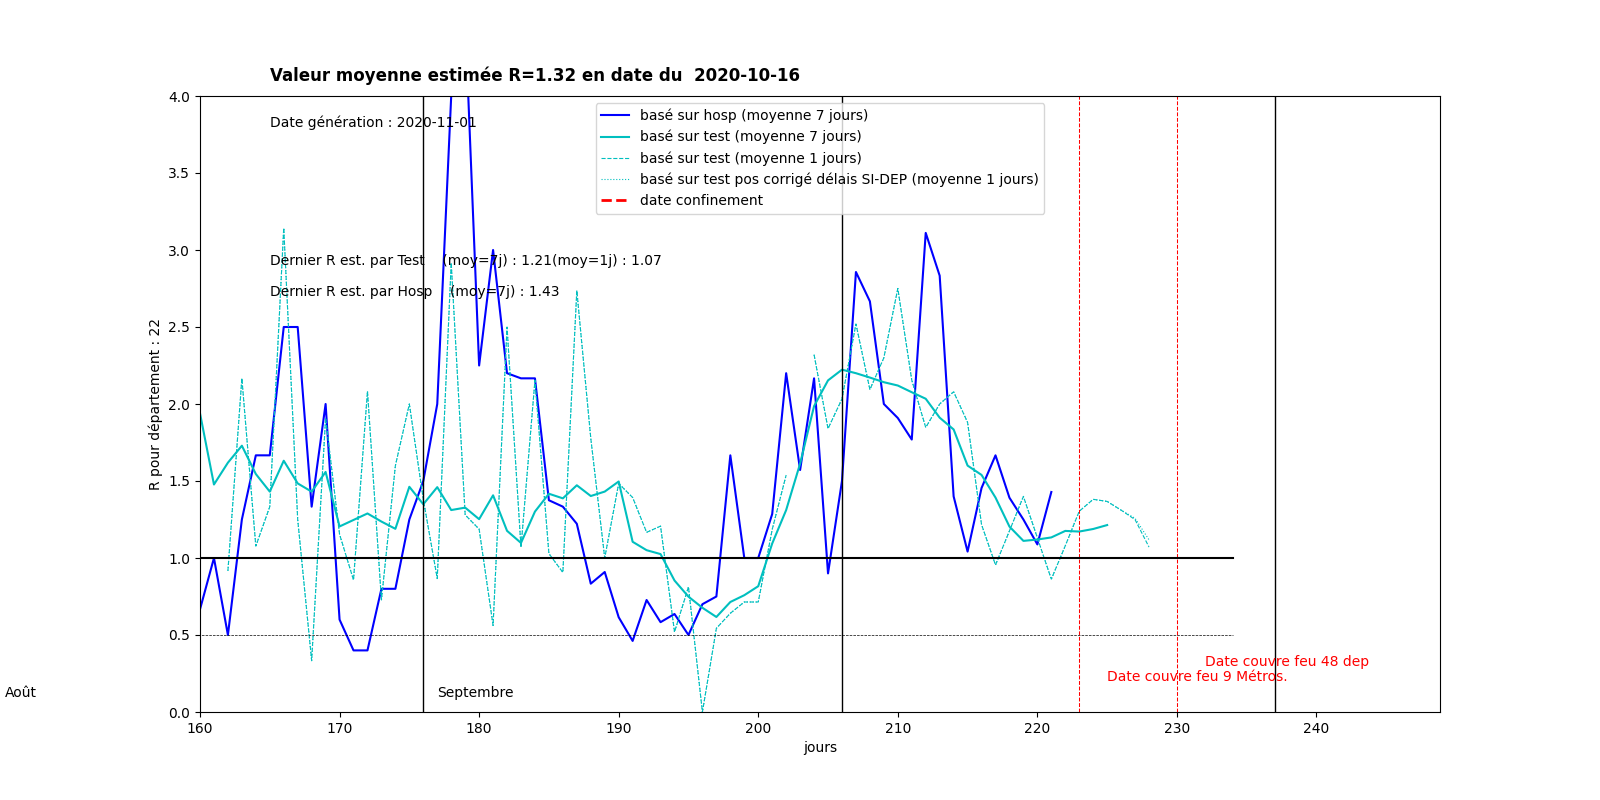 Valeur moyenne estimée R=1.32 en date du  2020-10-16
4.0
Date génération : 2020-11-01
basé sur hosp (moyenne 7 jours)
basé sur test (moyenne 7 jours)
basé sur test (moyenne 1 jours)
basé sur test pos corrigé délais SI-DEP (moyenne 1 jours)
date confinement
3.5
3.0
Dernier R est. par Test    (moy=7j) : 1.21(moy=1j) : 1.07
Dernier R est. par Hosp    (moy=7j) : 1.43
2.5
R pour département : 22
2.0
1.5
1.0
0.5
Date couvre feu 48 dep
Date couvre feu 9 Métros.
Août
Septembre
0.0
160 170 180 190 200 210 220 230 240
jours